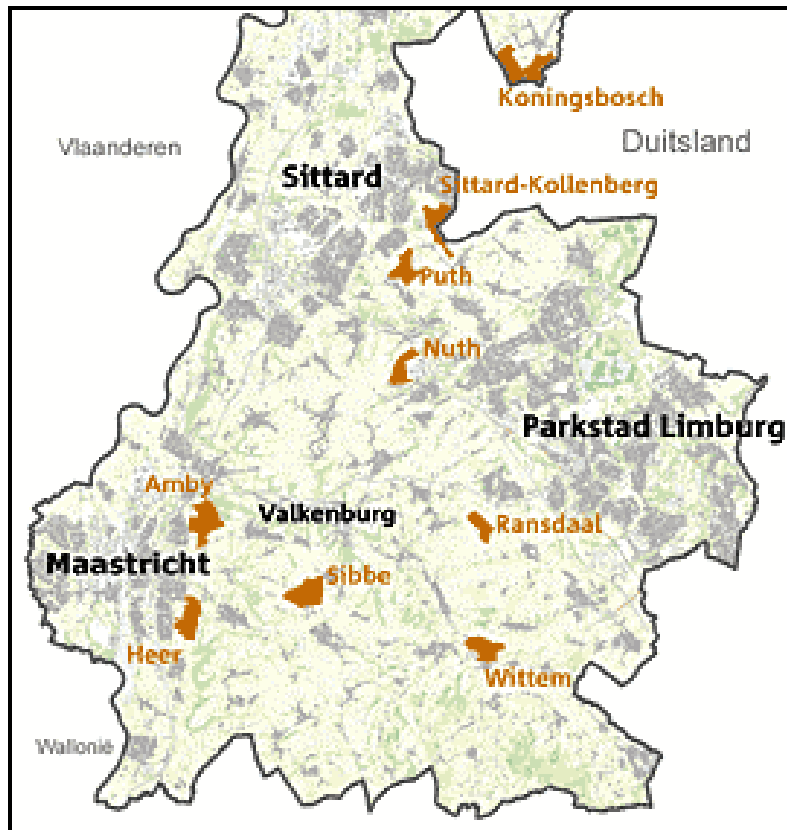 Koningsbosch
Duitsland
Vlaanderen
Sittard
Sittard-Kollenberg
Puth
Nuth
Parkstad Limburg
Amby
Valkenburg
Ransdaal
Maastricht
Sibbe
Heer
Wittem
Wallonië